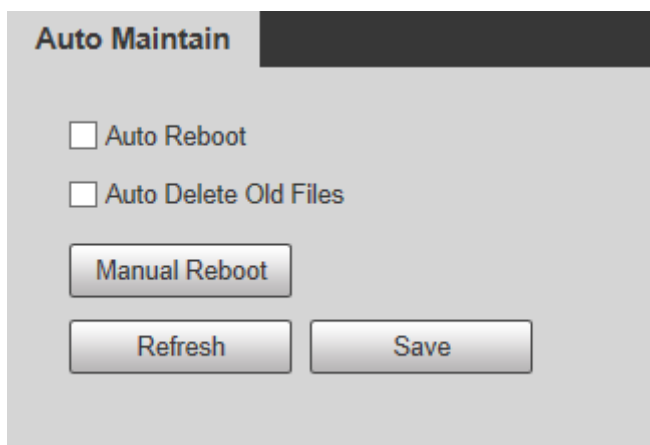 Auto Maintain
Auto Reboot
Auto Delete Old Files
Manual Reboot
Refresh Save